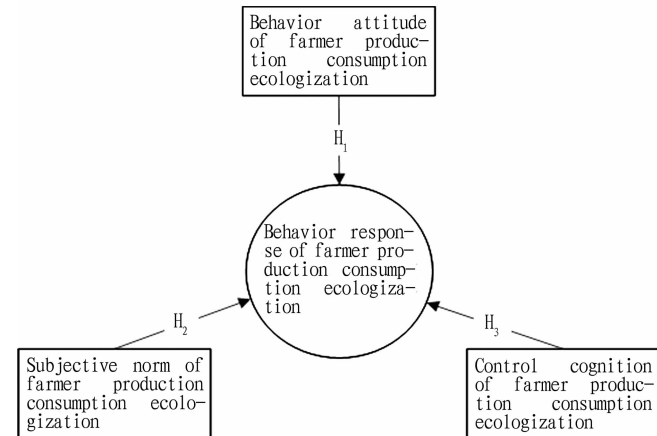 Behavior attitude
of farmer produc-
tion consumption
ecologization
H1
Behavior respon-
se of farmer pro-
duction consump-
tion ecologiza-
tion
H2
H3
Subjective norm of
farmer production
consumption ecolo-
gization
Control cognition
of farmer produc-
tion consumption
ecologization